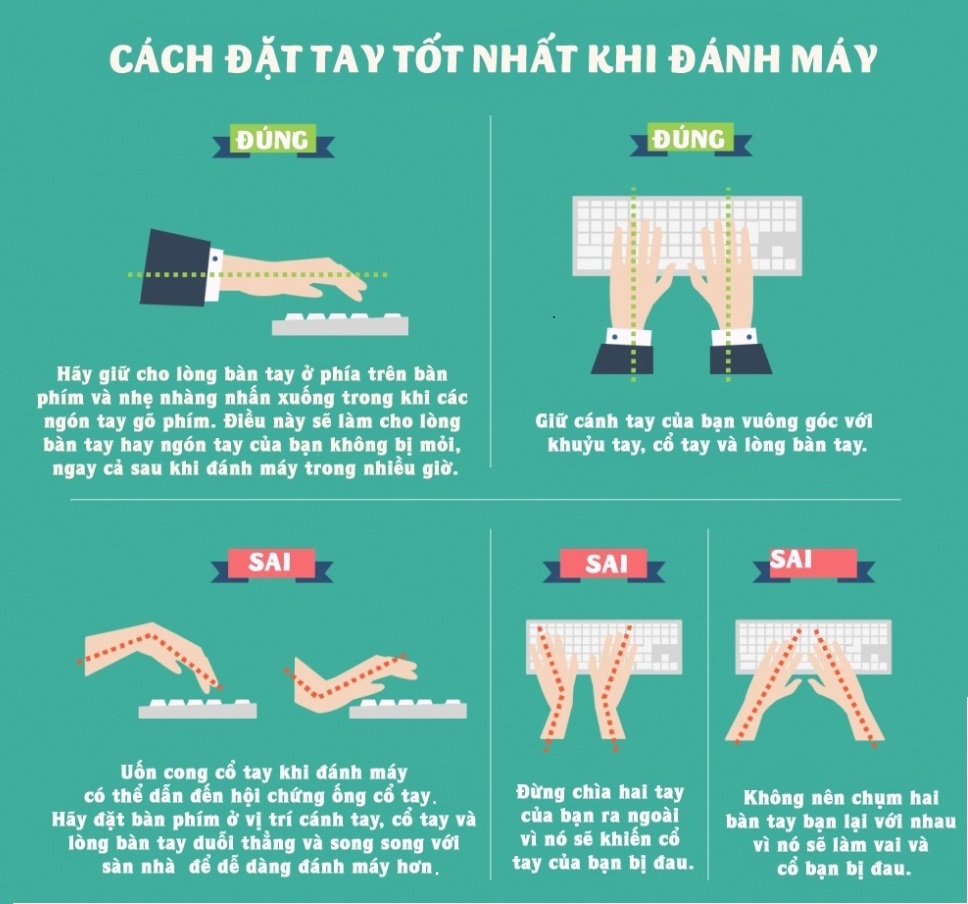 CÁCH ĐẶT TAY TỐT NHẤT KHI ĐÁNH MÁY
ĐÚNG
Hãy giữ cho lòng bàn tay ở phía trên bàn
phím và nhẹ nhàng nhấn xuống trong khi các
ngón tay gõ phím. Điều này sẽ làm cho lòng
bàn tay hay ngón tay của bạn không bị mỏi,
ngay cả sau khi đánh máy trong nhiều giờ.
ĐÚNG
Giữ cánh tay của bạn vuông góc với
khuỷu tay, cổ tay và lòng bàn tay.
SAI
Uốn cong cổ tay khi đánh máy
có thể dẫn đến hội chứng ống cổ tay.
Hãy đặt bàn phím ở vị trí cánh tay, cổ tay và
lòng bàn tay duỗi thẳng và song song với
sàn nhà để dễ dàng đánh máy hơn.
SAI
Đừng chìa hai tay
của bạn ra ngoài
vì nó sẽ khiến cổ
tay của bạn bị đau.
SAI
Không nên chụm hai
bàn tay bạn lại với nhau
vì nó sẽ làm vai và
cổ bạn bị đau.